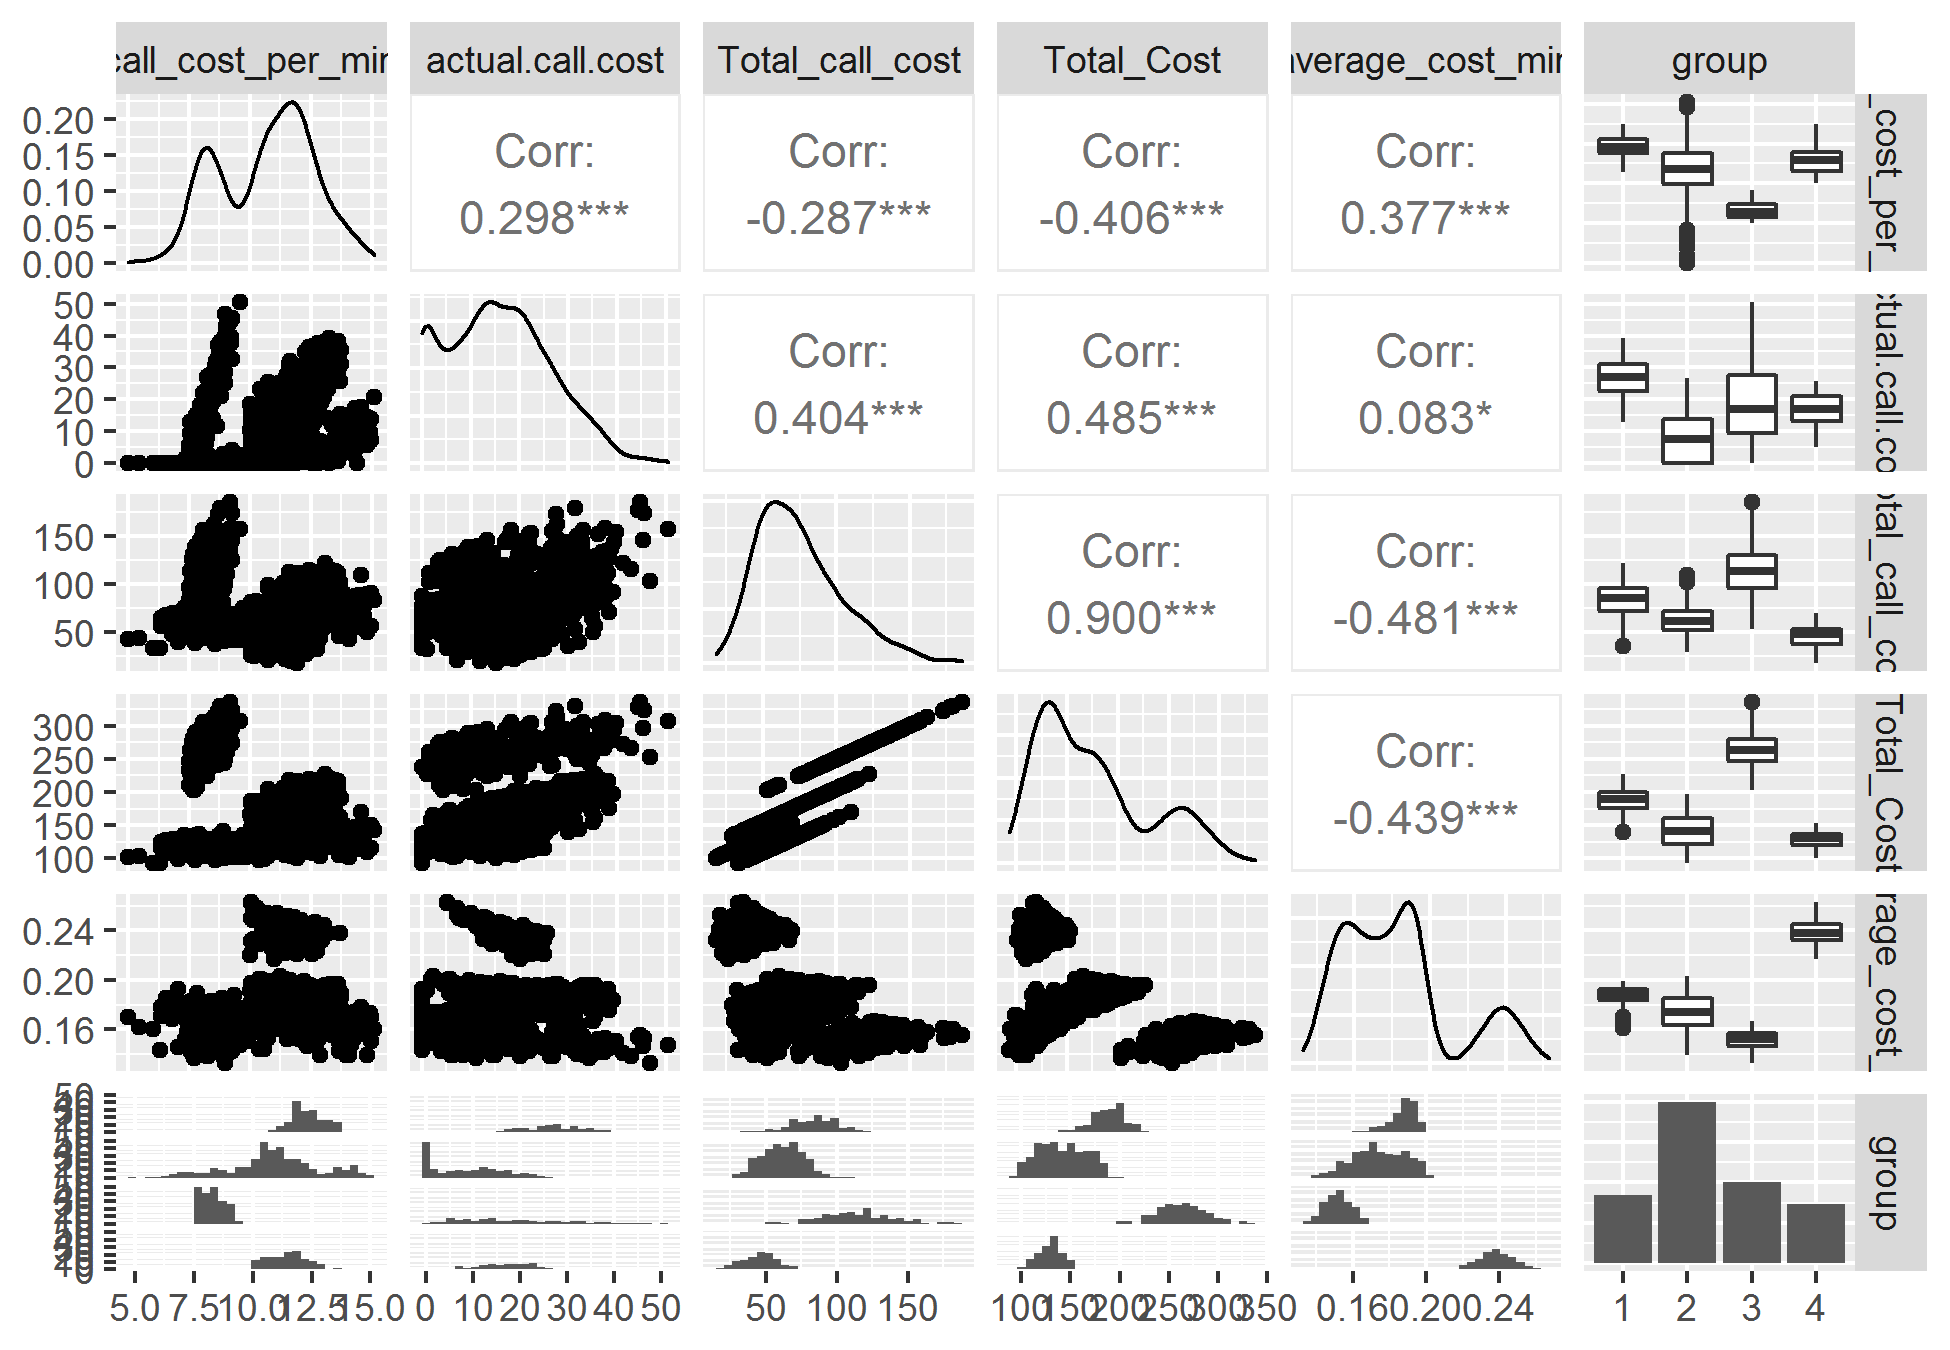 call_cost_per_min actual.call.cost Total_call_cost Total_Cost average_cost_min group
0.20
0.15
0.10
0.05
0.00
Corr:
0.298***
Corr:
-0.287***
Corr:
-0.406***
Corr:
0.377***
_cost_per_
50
40
30
20
10
0
Corr:
0.404***
Corr:
0.485***
Corr:
0.083*
ctual.call.co
150
100
50
Corr:
0.900***
Corr:
-0.481***
otal_call_co
300
250
200
150
100
Corr:
-0.439***
Total_Cost
0.24
0.20
0.16
rage_cost_
group
5.0 7.5 10.0 12.5 15.0
0 10 20 30 40 50
50 100 150
100 150 200 250 300 350
0.16 0.20 0.24
1 2 3 4